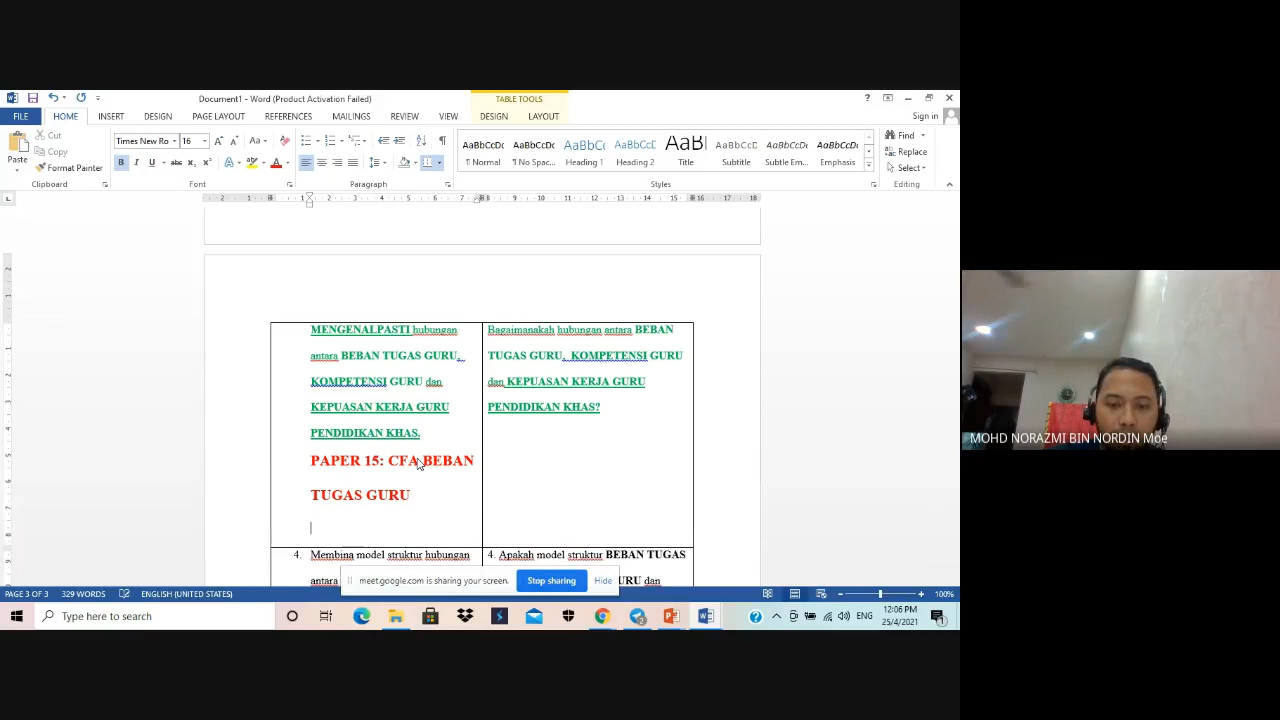 Document1 - Word (Product Activation Failed)
TABLE TOOLS
FILE HOME INSERT DESIGN PAGE LAYOUT REFERENCES MAILINGS REVIEW VIEW DESIGN LAYOUT Sign in
Paste
Cut
Copy
Format Painter
Clipboard
Times New Ro 16
Font
Paragraph
AaBbCcDc AaBbCcDc AaBbCc AaBbCcDc AaBl AaBbCcDc AaBbCcDc AaBbCcDc
¶ Normal ¶ No Spac... Heading 1 Heading 2 Title Subtitle Subtle Em... Emphasis
Styles
Find
Replace
Select
Editing
MENGENALPASTI hubungan
antara BEBAN TUGAS GURU,
KOMPETENSI GURU dan
KEPUASAN KERJA GURU
PENDIDIKAN KHAS.
PAPER 15: CFA BEBAN
TUGAS GURU
Bagaimanakah hubungan antara BEBAN
TUGAS GURU, KOMPETENSI GURU
dan KEPUASAN KERJA GURU
PENDIDIKAN KHAS?
4. Membina model struktur hubungan
antara
4. Apakah model struktur BEBAN TUGAS
GURU dan
meet.google.com is sharing your screen. Stop sharing Hide
PAGE 3 OF 3 329 WORDS ENGLISH (UNITED STATES) 100%
Type here to search
ENG
12:06 PM
25/4/2021
MOHD NORAZMI BIN NORDIN Moe